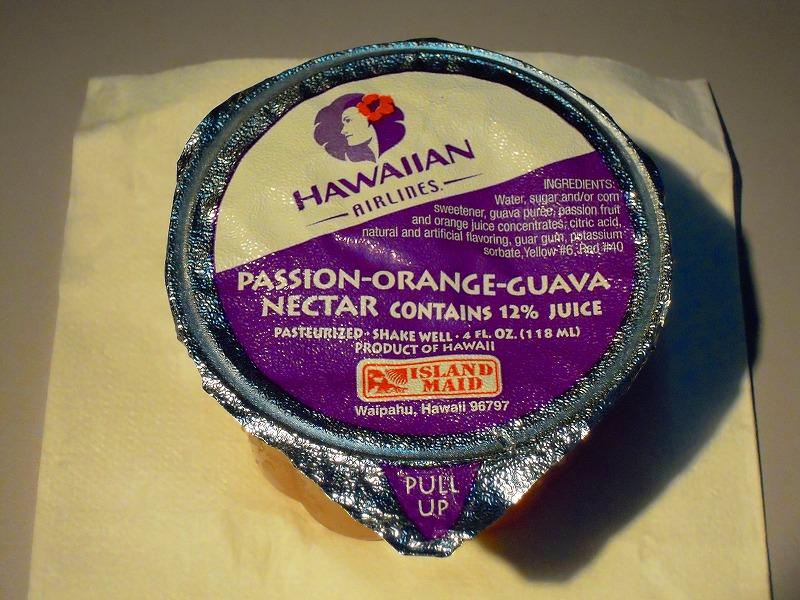 HAWAIIAN
AIRLINES.
INGREDIENTS:
Water, sugar and/or corn
sweetener, guava purée, passion fruit
and orange juice concentrates, citric acid,
natural and artificial flavoring, guar gum, potassium
sorbate, Yellow #6, Red #40
PASSION-ORANGE-GUAVA
NECTAR CONTAINS 12% JUICE
PASTEURIZED · SHAKE WELL · 4 FL. OZ. (118 ML)
PRODUCT OF HAWAII
ISLAND
MAID
Waipahu, Hawaii 96797
PULL
UP